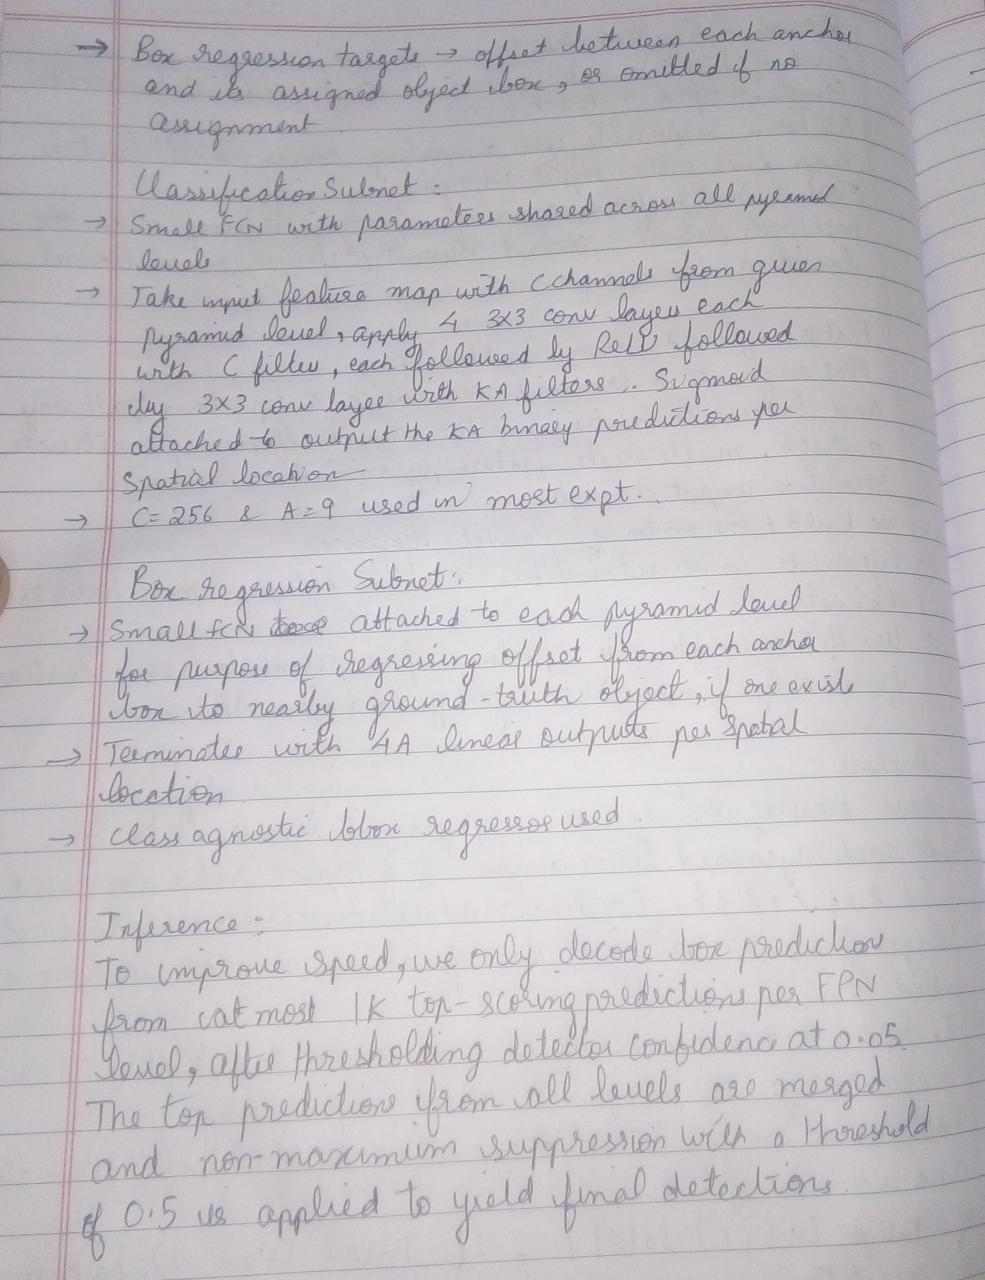 → Box regression targets → offset between each anchor
and its assigned object box, or omitted if no
assignment.
Classification Subnet :
→ Small FCN with parameters shared across all pyramid
levels
→ Take input feature map with C channels from given
pyramid level, apply 4 3x3 conv layers each
with C filter, each followed by ReLU followed
by 3x3 conv layer with KA filters. Sigmoid
attached to output the KA binary predictions per
spatial location
→ C=256 & A=9 used in most expt.
Box regression Subnet:
→ Small FCN attached to each pyramid level
for purpose of regressing offset from each anchor
box to nearby ground-truth object, if one exists
→ Terminates with 4A linear outputs per spatial
location
→ class agnostic bbox regressor used.
Inference :
To improve speed, we only decode box prediction
from at most 1K top-scoring predictions per FPN
level, after thresholding detector confidence at 0.05.
The top predictions from all levels are merged
and non-maximum suppression with a threshold
of 0.5 is applied to yield final detections.